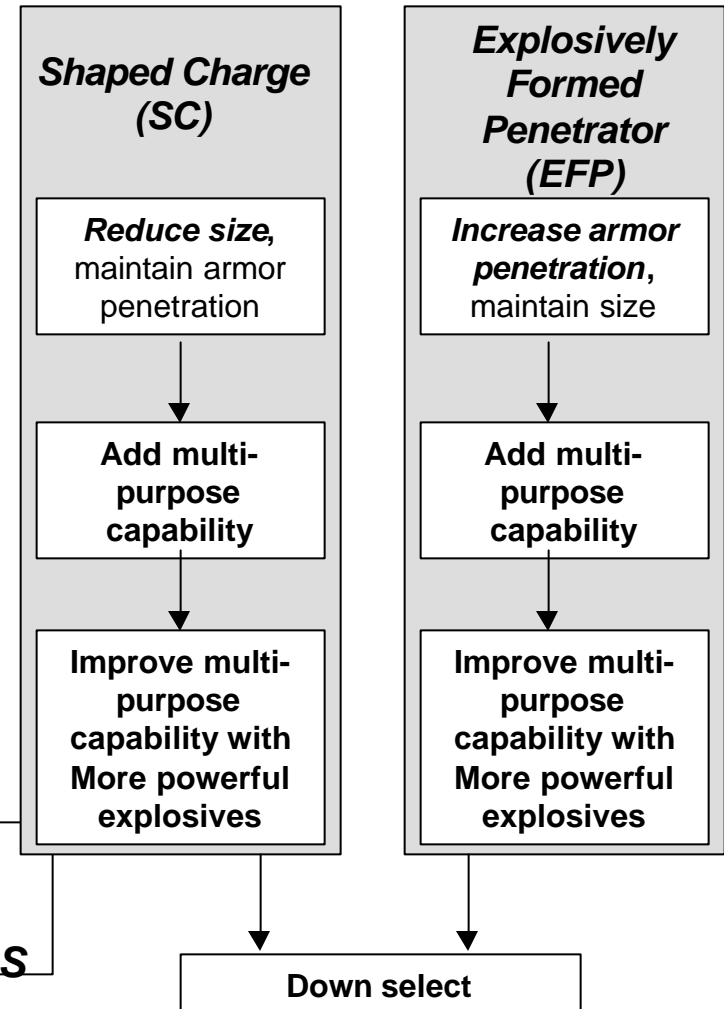 Shaped Charge
(SC)
Reduce size,
maintain armor
penetration
Add multi-
purpose
capability
Improve multi-
purpose
capability with
More powerful
explosives
Explosively
Formed
Penetrator
(EFP)
Increase armor
penetration,
maintain size
Add multi-
purpose
capability
Improve multi-
purpose
capability with
More powerful
explosives
S
Down select